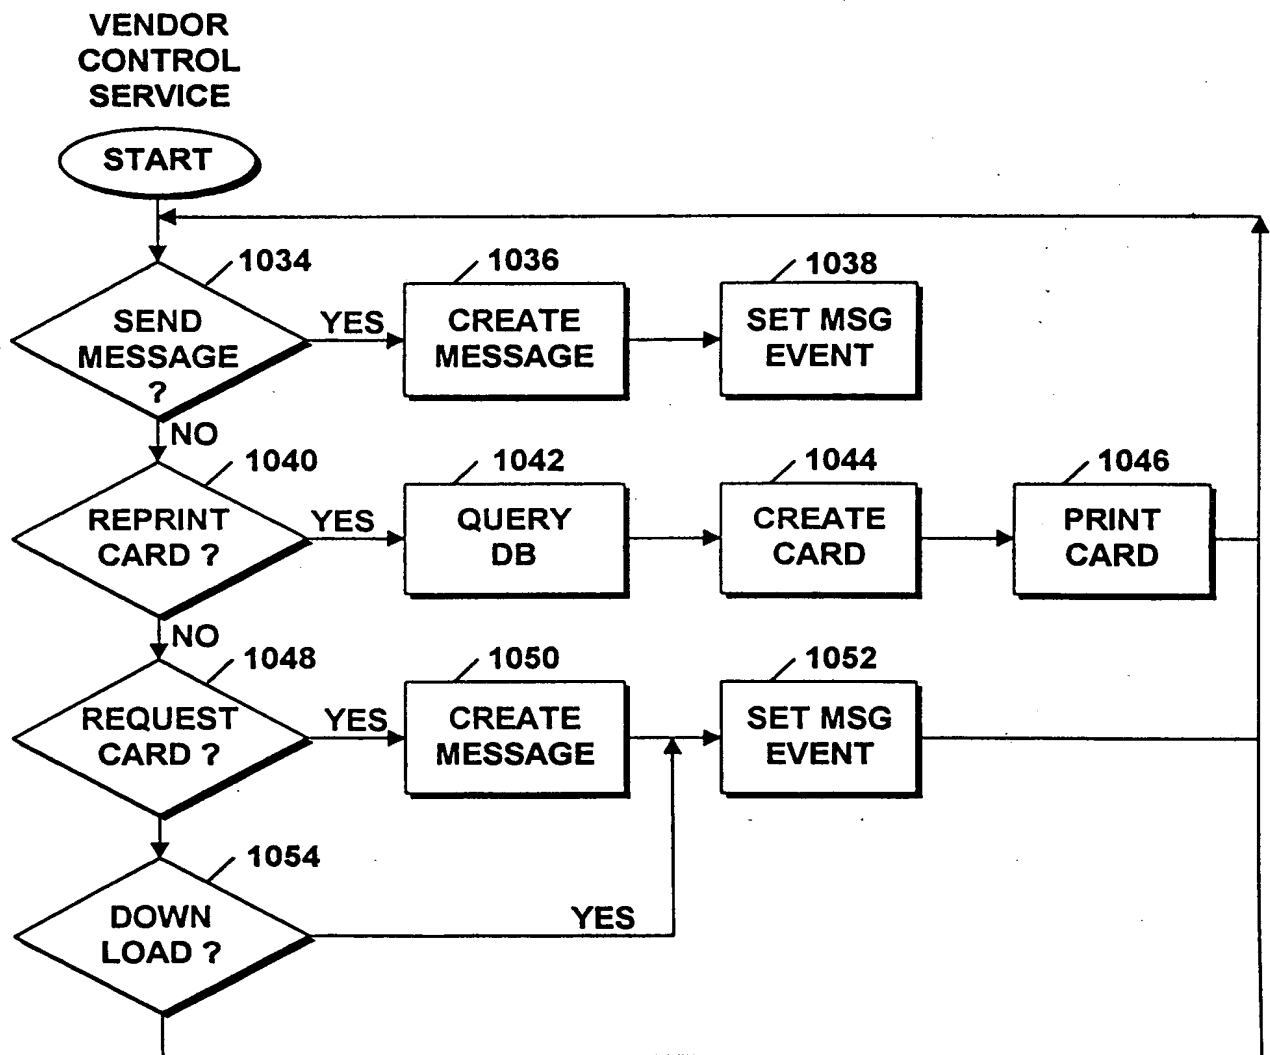 VENDOR
CONTROL
SERVICE
START
1034
SEND
MESSAGE
?
YES
1036
CREATE
MESSAGE
1038
SET MSG
EVENT
NO
1040
REPRINT
CARD ?
YES
1042
QUERY
DB
1044
CREATE
CARD
1046
PRINT
CARD
NO
1048
REQUEST
CARD ?
YES
1050
CREATE
MESSAGE
1052
SET MSG
EVENT
1054
DOWN
LOAD ?
YES